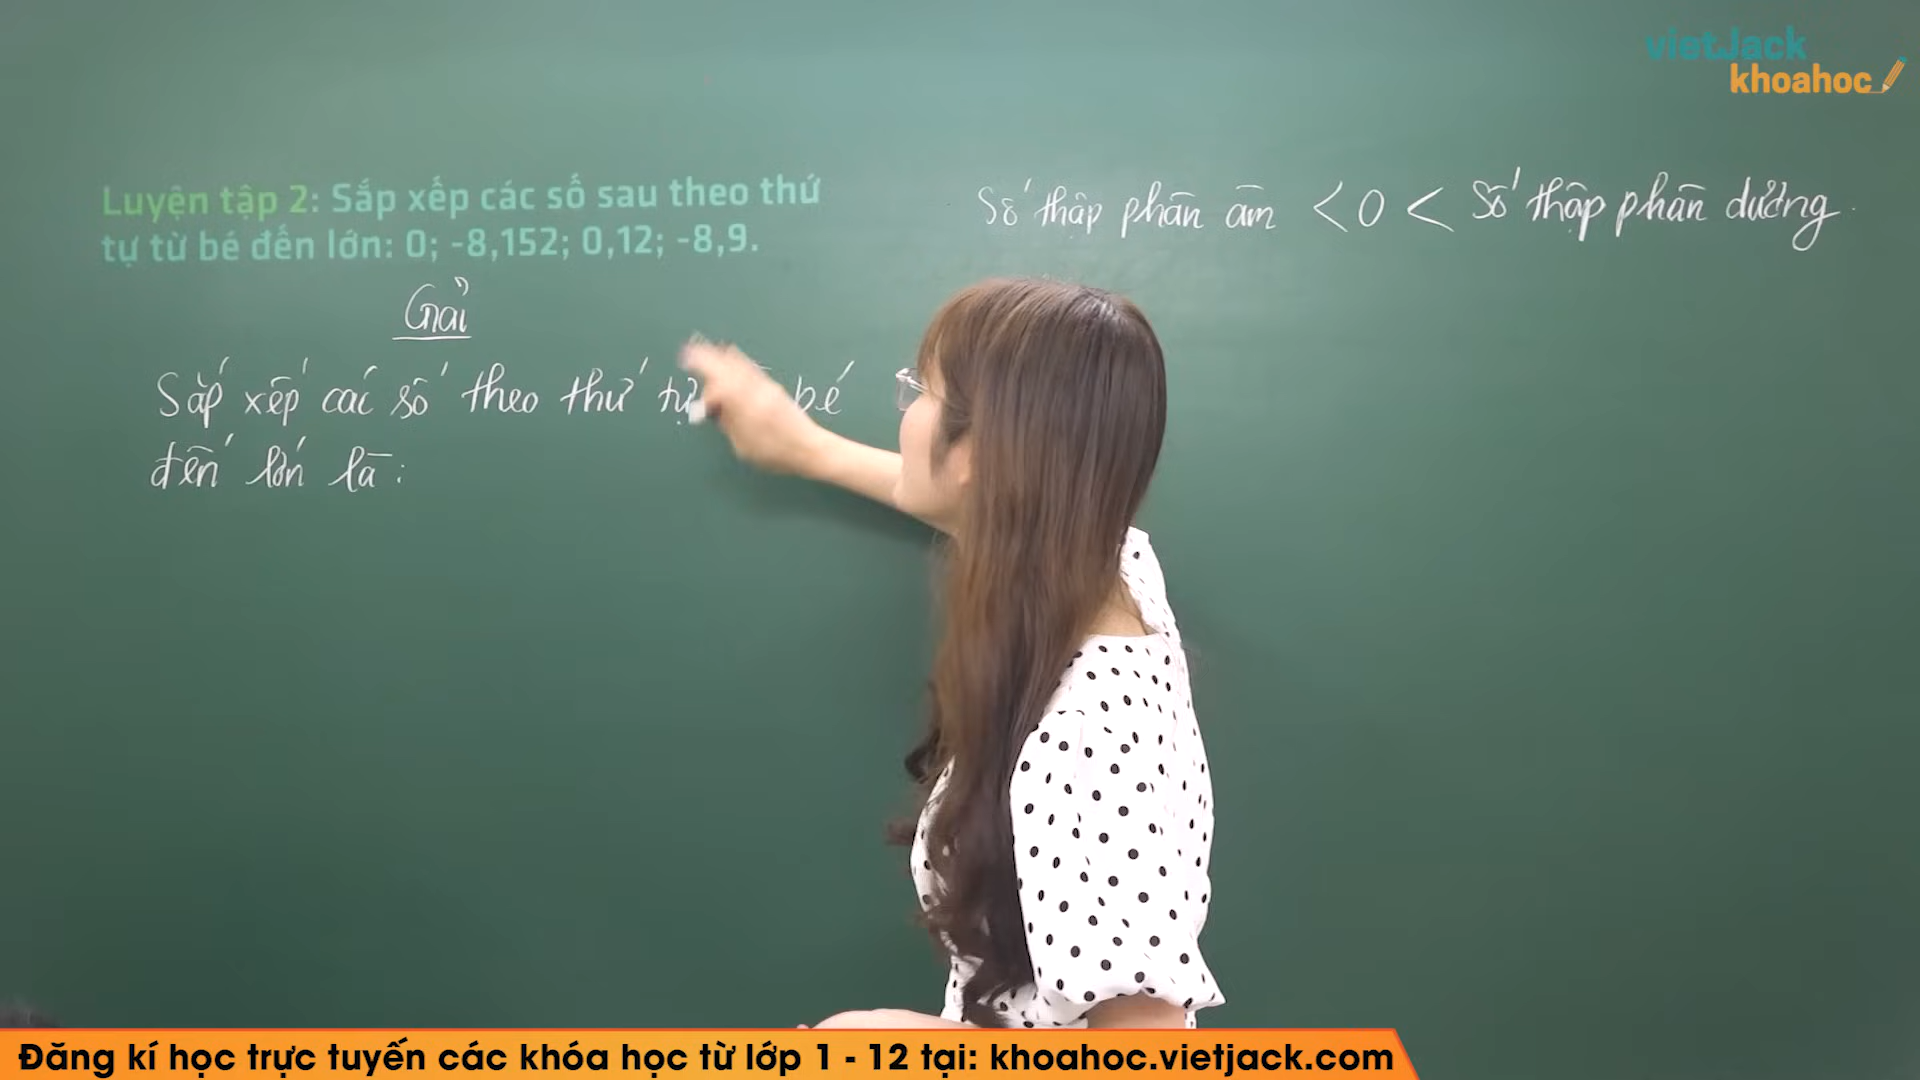 vietJack
khoahoc
Luyện tập 2: Sắp xếp các số sau theo thứ
tự từ bé đến lớn: 0; -8,152; 0,12; -8,9.
Số thập phân âm < 0 < Số thập phân dương
Giải
Sắp xếp các số theo thứ tự bé
đến lớn là:
Đăng kí học trực tuyến các khóa học từ lớp 1 - 12 tại: khoahoc.vietjack.com